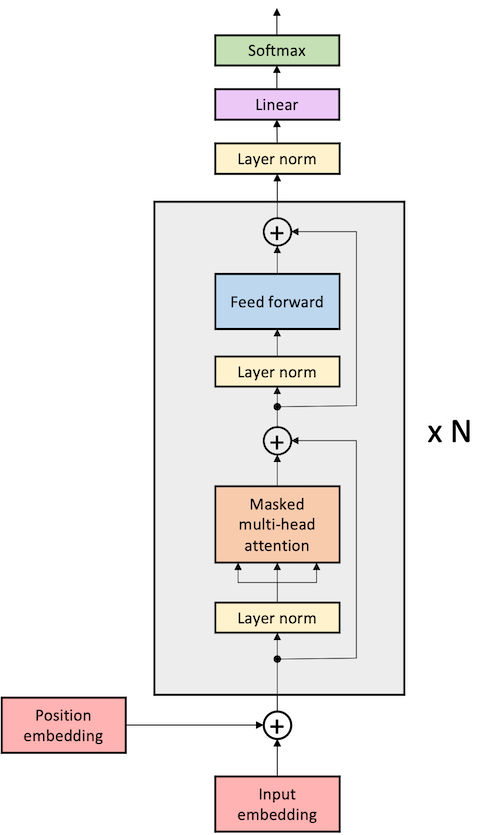 Softmax
Linear
Layer norm
Feed forward
Layer norm
x N
Masked
multi-head
attention
Layer norm
Position
embedding
Input
embedding